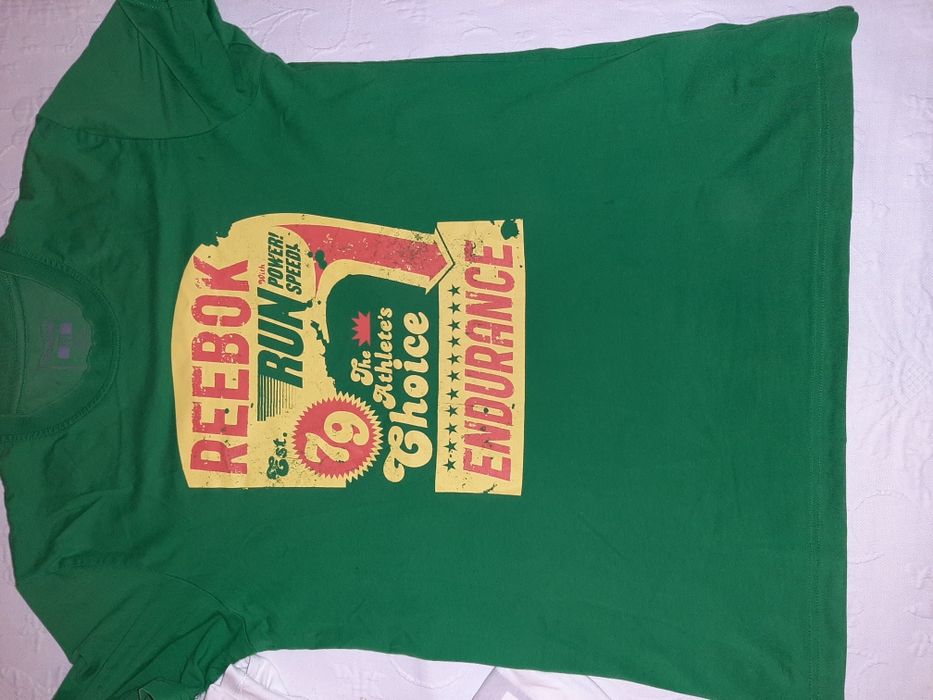 REEBOK
RUN
With
POWER!
SPEED!
Est.
79
The
Athlete's
Choice
ENDURANCE